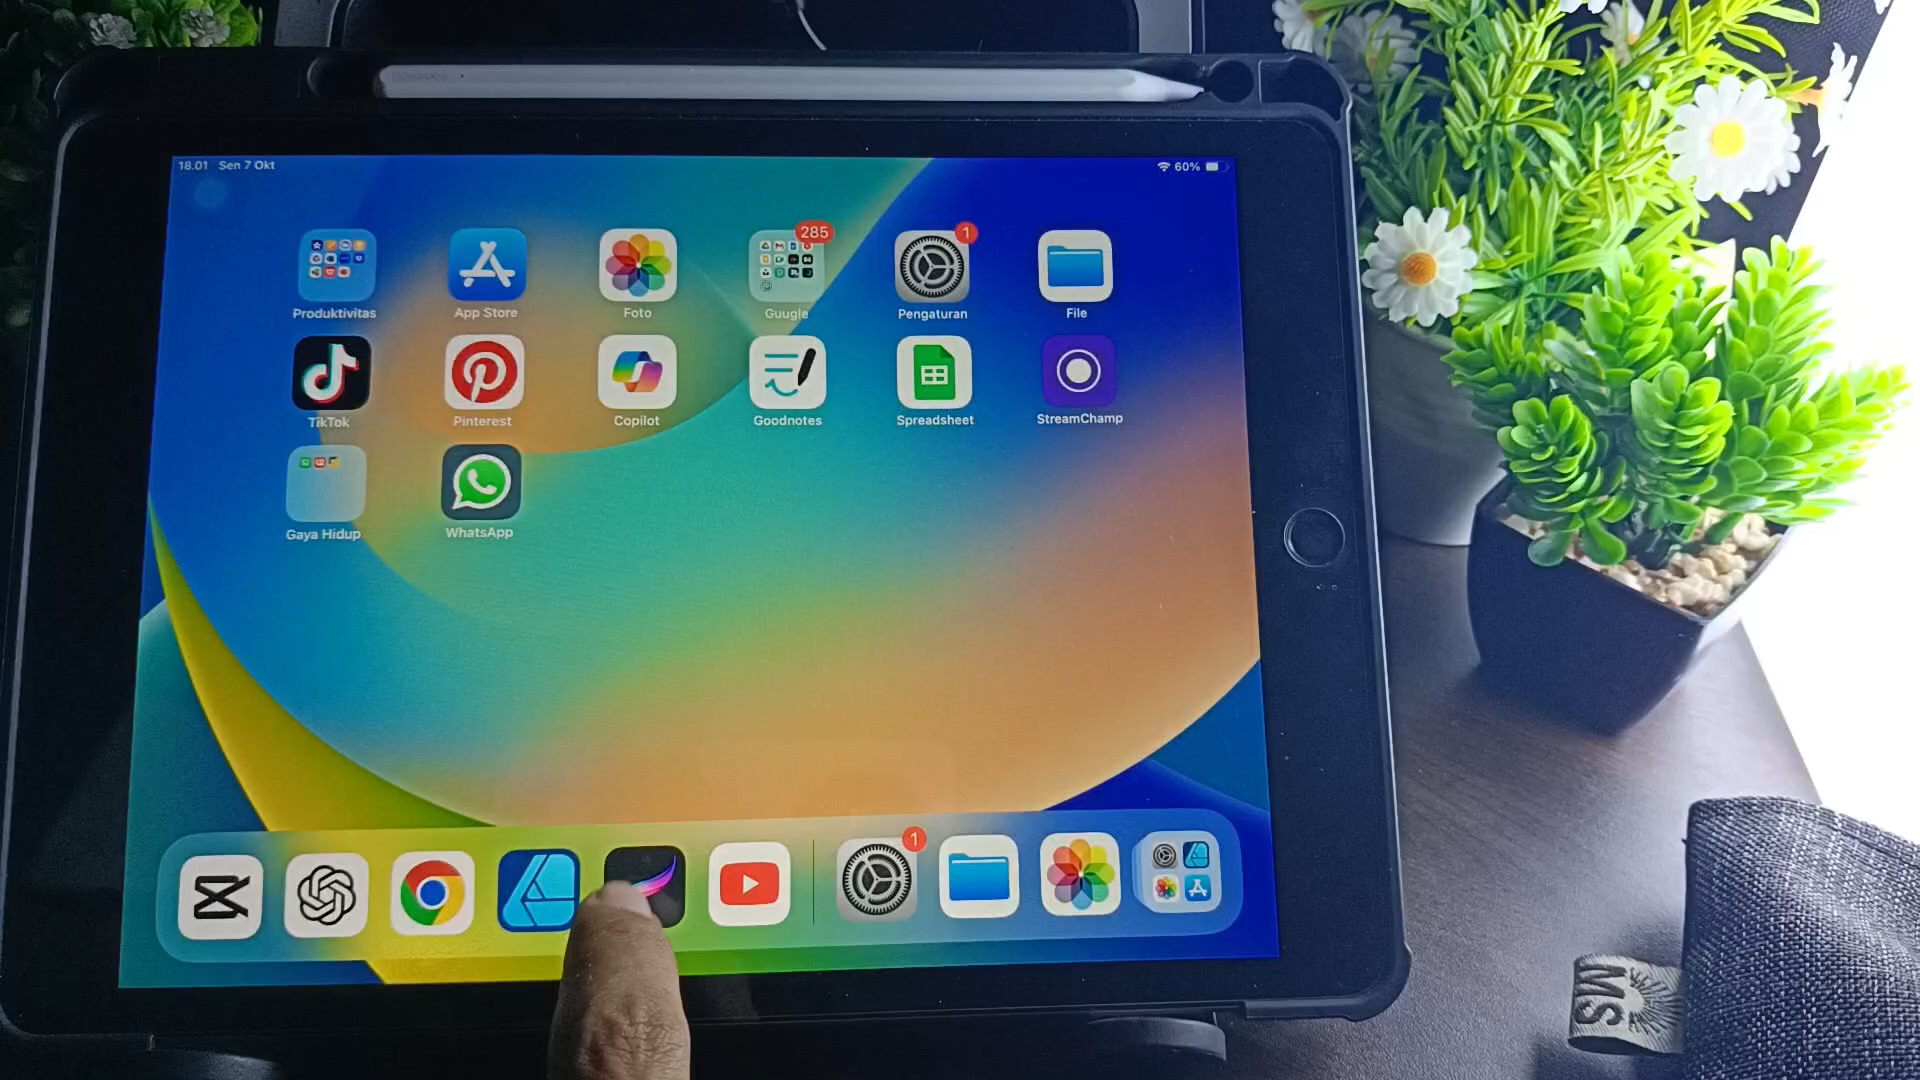 18.01 Sen 7 Okt
60%
285
1
Produktivitas App Store Foto Guugle Pengaturan File
TikTok Pinterest Copilot Goodnotes Spreadsheet StreamChamp
Gaya Hidup WhatsApp
1
MS